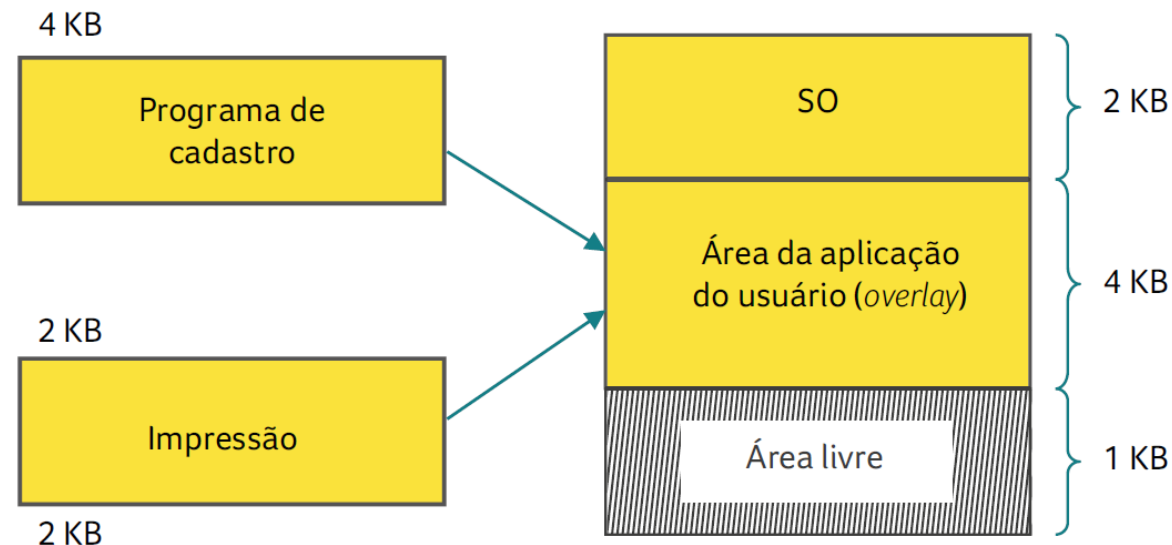 4 KB
Programa de
cadastro
2 KB
Impressão
2 KB
SO
2 KB
Área da aplicação
do usuário (overlay)
4 KB
Área livre
1 KB